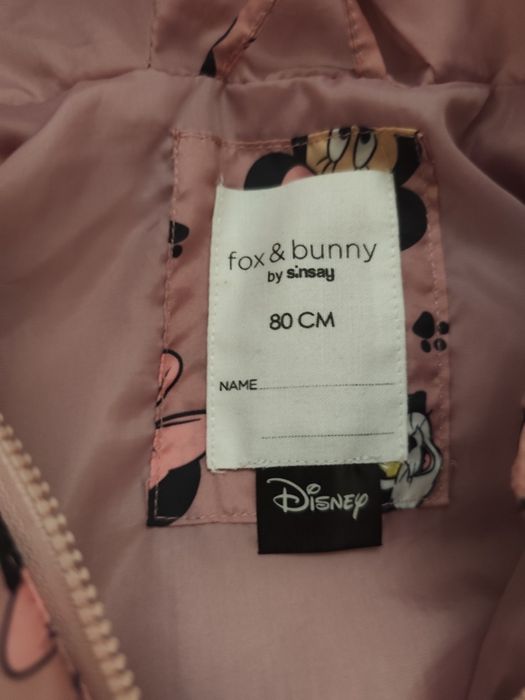 fox & bunny
by sinsay
80 CM
NAME
Disney